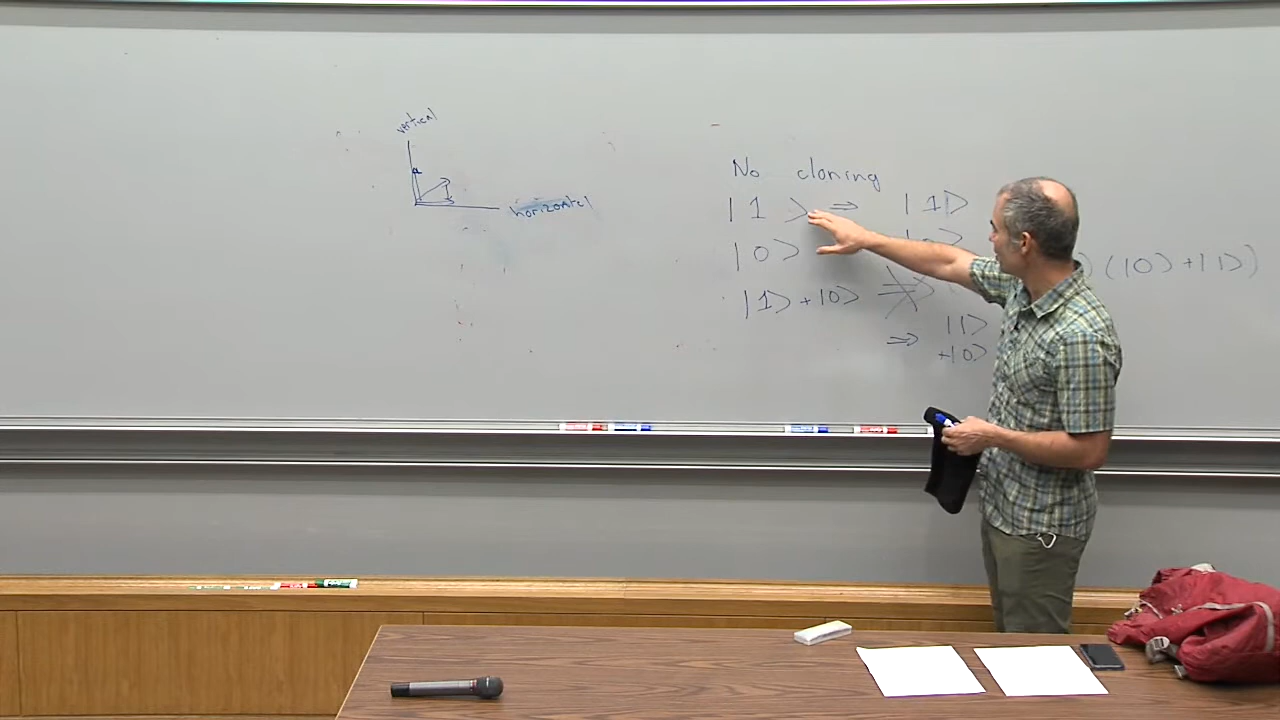 vertical
horizontal
No cloning
|1⟩ ⇒ |1⟩
|0⟩
|1⟩+|0⟩ ⇒
)(|0⟩+|1⟩)
⇒ |1⟩
+|0⟩